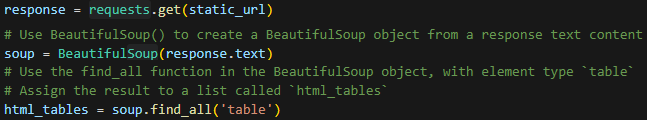 response = requests.get(static_url)
# Use BeautifulSoup() to create a BeautifulSoup object from a response text content
soup = BeautifulSoup(response.text)
# Use the find_all function in the BeautifulSoup object, with element type `table`
# Assign the result to a list called `html_tables`
html_tables = soup.find_all('table')